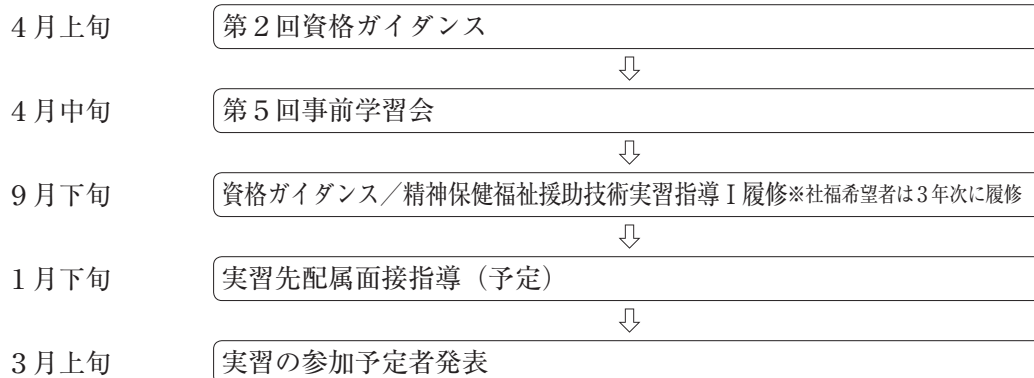 4月上旬 第2回資格ガイダンス
⇩
4月中旬 第5回事前学習会
⇩
9月下旬 資格ガイダンス／精神保健福祉援助技術実習指導Ⅰ履修※社福希望者は3年次に履修
⇩
1月下旬 実習先配属面接指導（予定）
⇩
3月上旬 実習の参加予定者発表